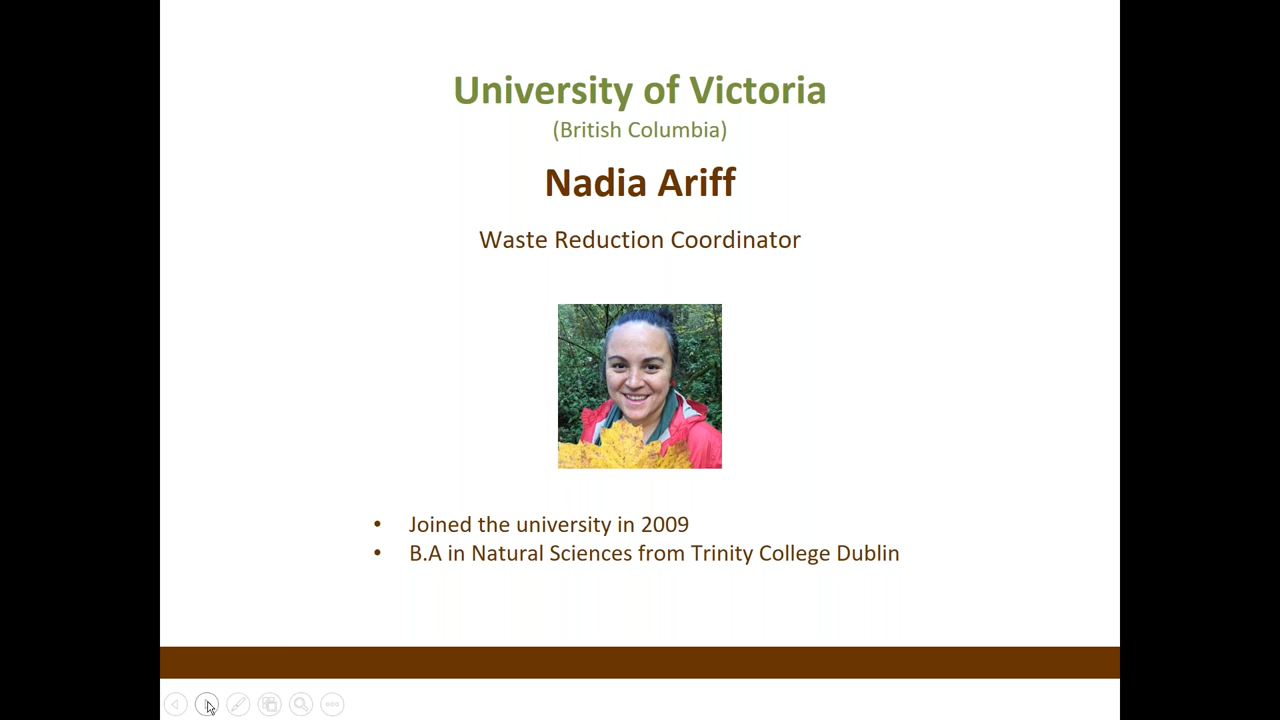 University of Victoria
(British Columbia)
Nadia Ariff
Waste Reduction Coordinator
• Joined the university in 2009
• B.A in Natural Sciences from Trinity College Dublin